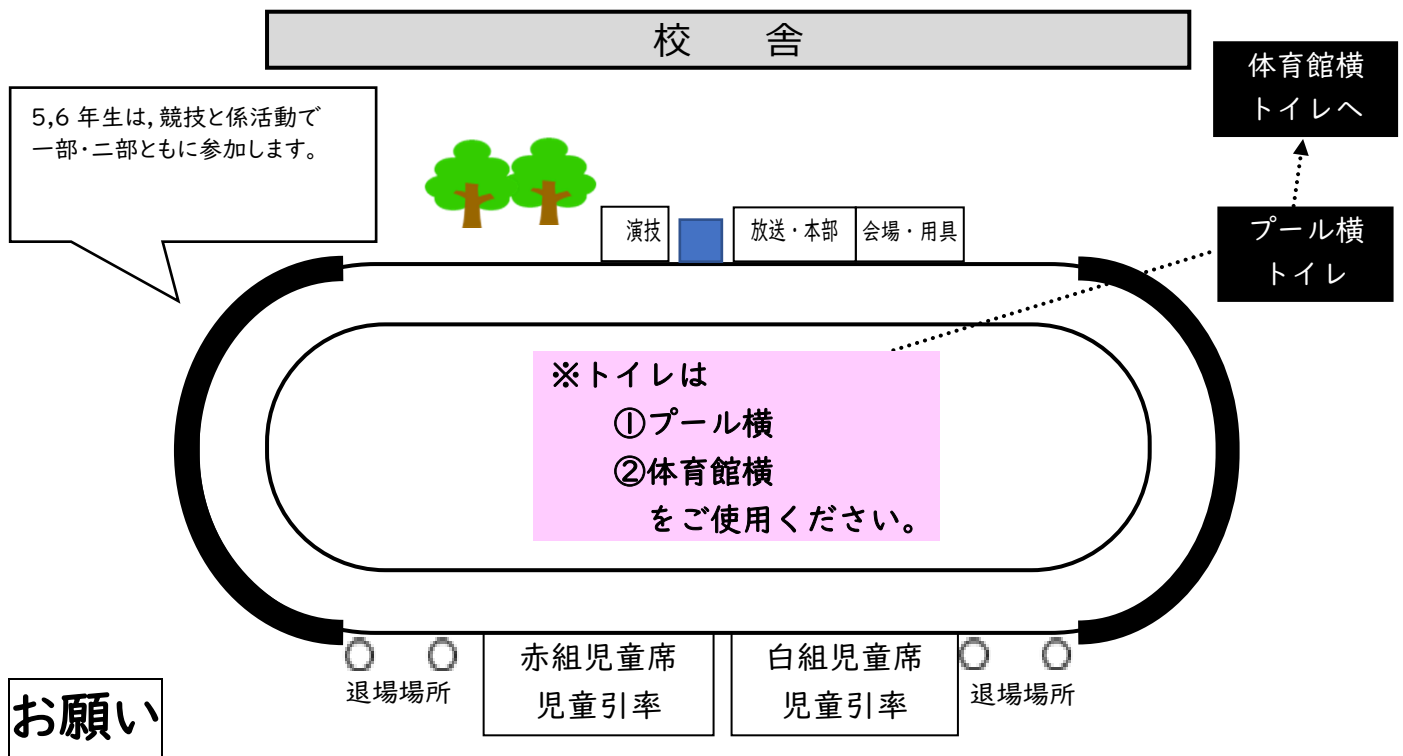 校　舎
体育館横
トイレへ
5,6 年生は,競技と係活動で
一部・二部ともに参加します。
演技
放送・本部
会場・用具
プール横
トイレ
※トイレは
①プール横
②体育館横
をご使用ください。
赤組児童席
児童引率
白組児童席
児童引率
退場場所
退場場所
お願い